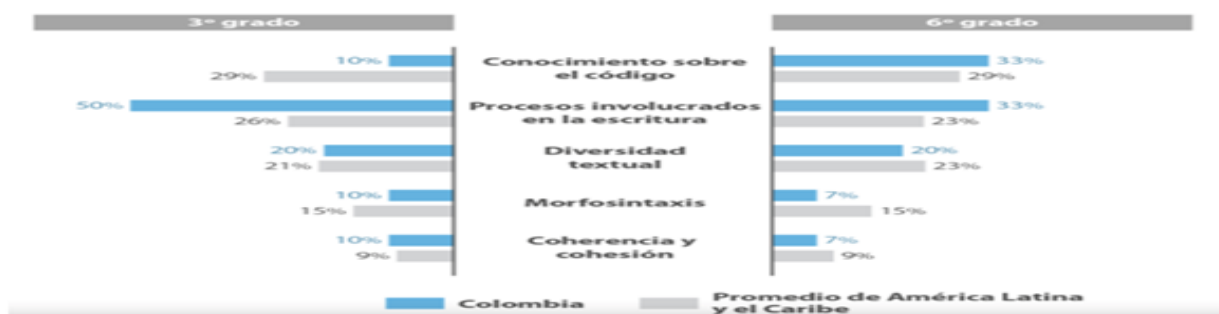 3º grado
6º grado
10%
29%
Conocimiento sobre
el código
33%
29%
50%
26%
Procesos involucrados
en la escritura
33%
23%
20%
21%
Diversidad
textual
20%
23%
10%
15%
Morfosintaxis
7%
15%
10%
9%
Coherencia y
cohesión
7%
9%
Colombia
Promedio de América Latina
y el Caribe